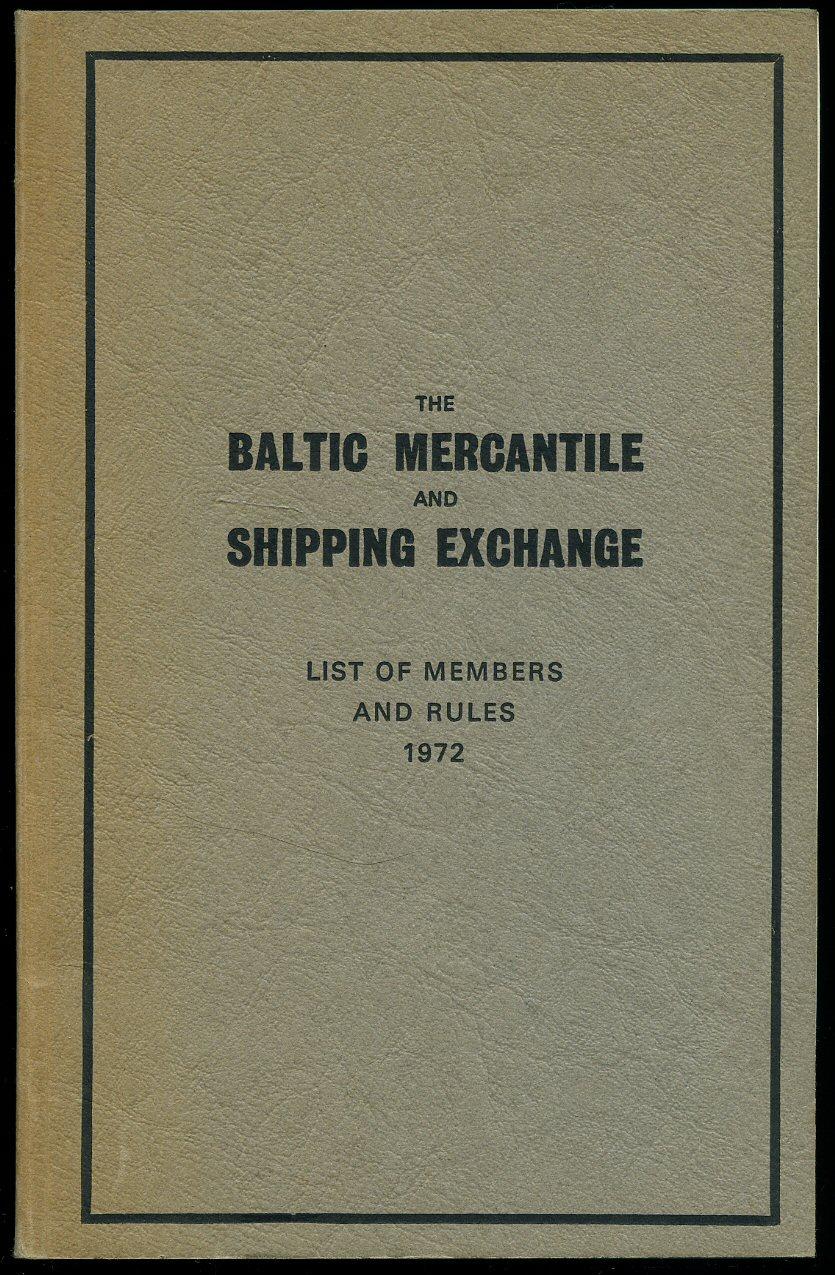 THE
BALTIC MERCANTILE
AND
SHIPPING EXCHANGE
LIST OF MEMBERS
AND RULES
1972